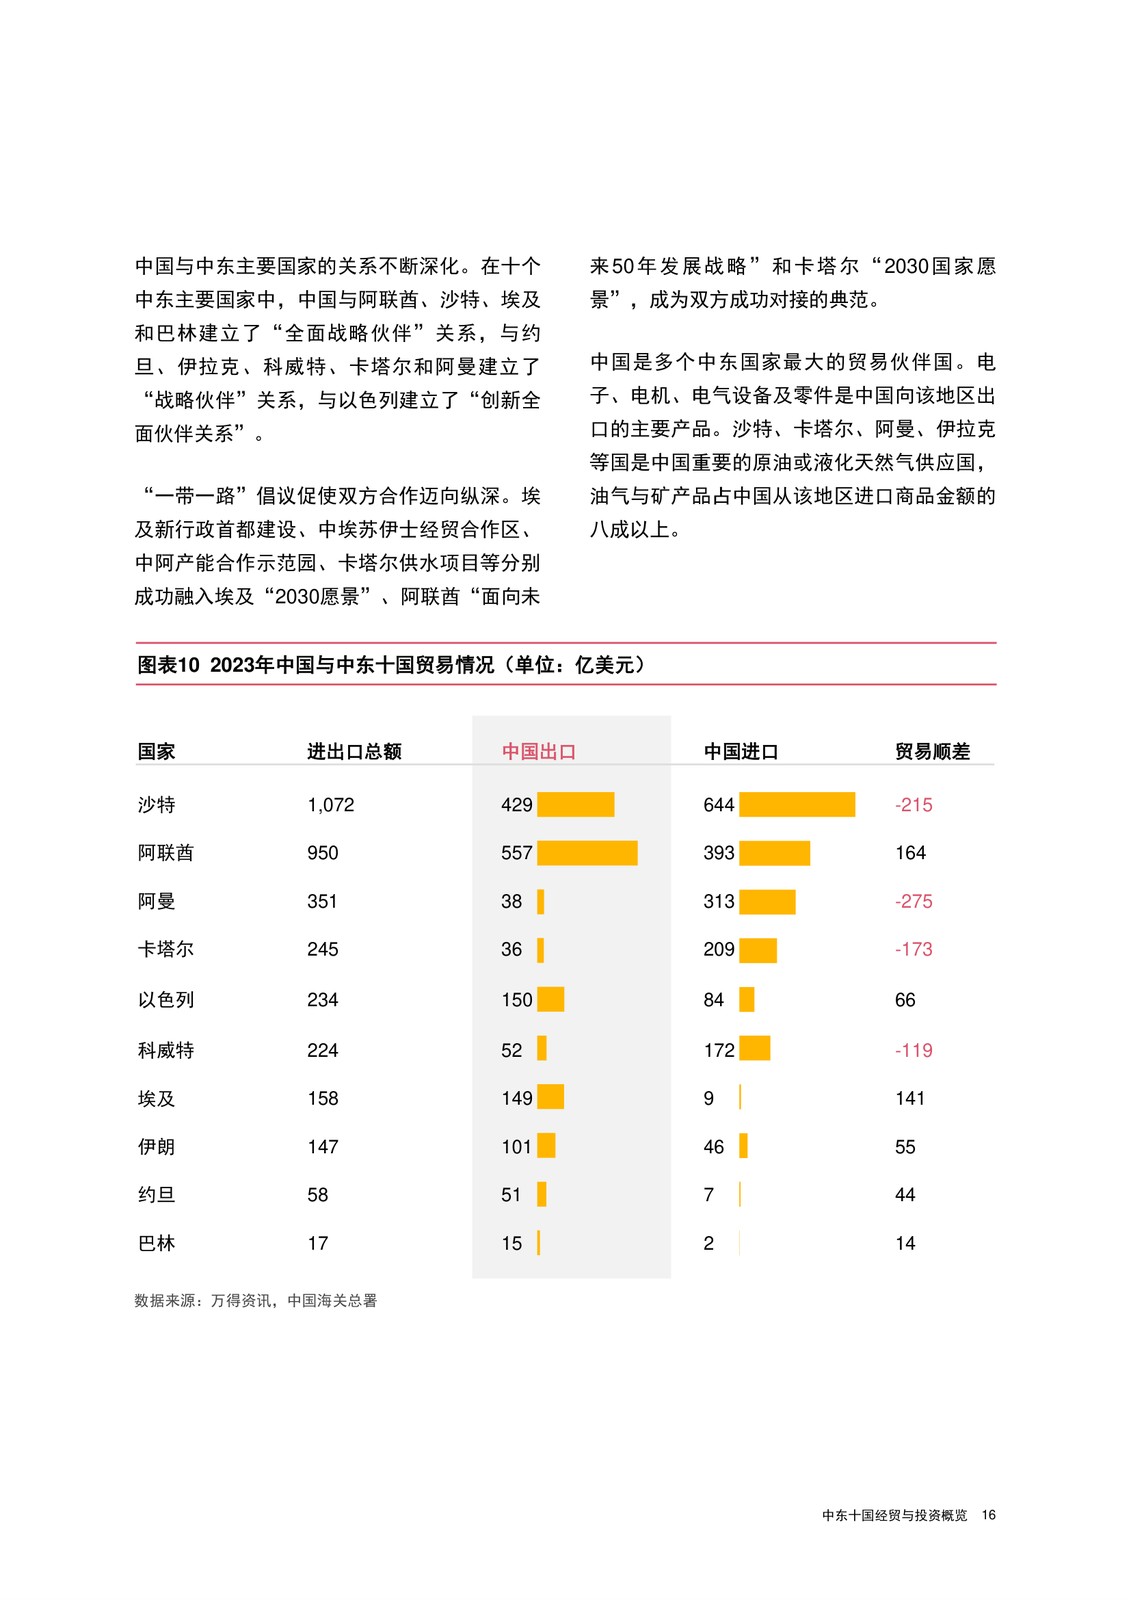 中国与中东主要国家的关系不断深化。在十个
中东主要国家中，中国与阿联酋、沙特、埃及
和巴林建立了“全面战略伙伴”关系，与约
旦、伊拉克、科威特、卡塔尔和阿曼建立了
“战略伙伴”关系，与以色列建立了“创新全
面伙伴关系”。
“一带一路”倡议促使双方合作迈向纵深。埃
及新行政首都建设、中埃苏伊士经贸合作区、
中阿产能合作示范园、卡塔尔供水项目等分别
成功融入埃及“2030愿景”、阿联酋“面向未
来50年发展战略”和卡塔尔“2030国家愿
景”，成为双方成功对接的典范。
中国是多个中东国家最大的贸易伙伴国。电
子、电机、电气设备及零件是中国向该地区出
口的主要产品。沙特、卡塔尔、阿曼、伊拉克
等国是中国重要的原油或液化天然气供应国，
油气与矿产品占中国从该地区进口商品金额的
八成以上。
图表10 2023年中国与中东十国贸易情况（单位：亿美元）
国家 进出口总额 中国出口 中国进口 贸易顺差
沙特 1,072 429 644 -215
阿联酋 950 557 393 164
阿曼 351 38 313 -275
卡塔尔 245 36 209 -173
以色列 234 150 84 66
科威特 224 52 172 -119
埃及 158 149 9 141
伊朗 147 101 46 55
约旦 58 51 7 44
巴林 17 15 2 14
数据来源：万得资讯，中国海关总署
中东十国经贸与投资概览 16